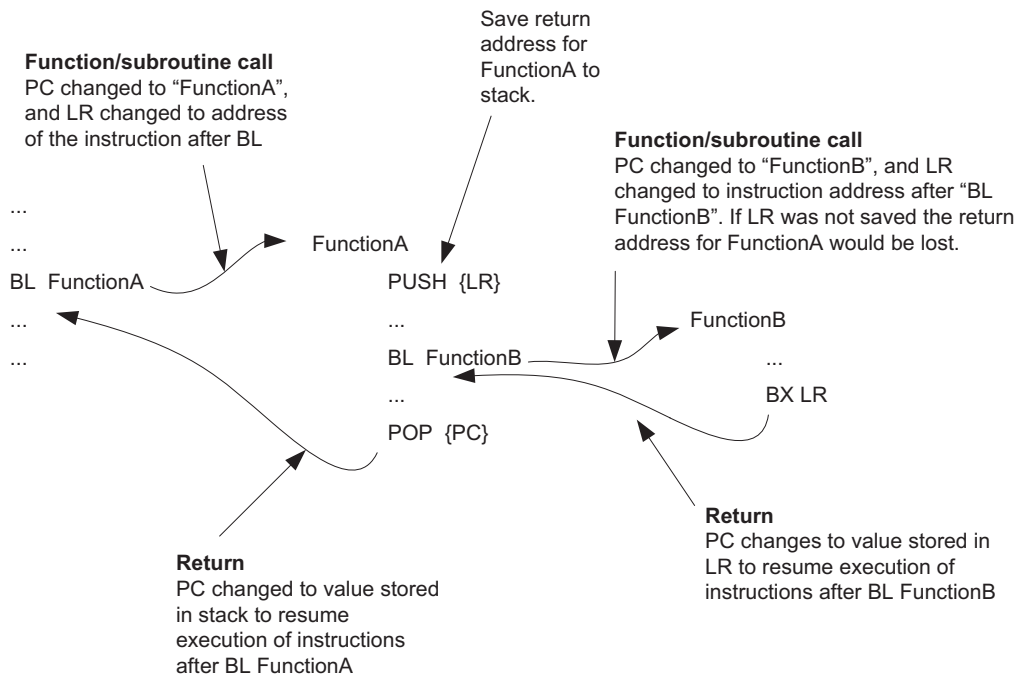 Save return
address for
FunctionA to
stack.
Function/subroutine call
PC changed to “FunctionA”,
and LR changed to address
of the instruction after BL
Function/subroutine call
PC changed to “FunctionB”, and LR
changed to instruction address after “BL
FunctionB”. If LR was not saved the return
address for FunctionA would be lost.
...
...
BL FunctionA
...
...
FunctionA
PUSH {LR}
...
BL FunctionB
...
POP {PC}
FunctionB
...
BX LR
Return
PC changed to value stored
in stack to resume
execution of instructions
after BL FunctionA
Return
PC changes to value stored in
LR to resume execution of
instructions after BL FunctionB